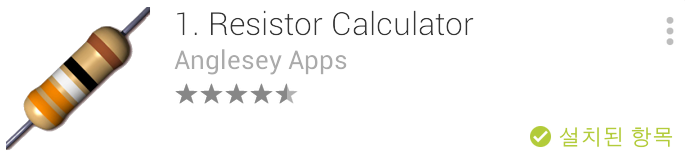 1. Resistor Calculator
Anglesey Apps
설치된 항목